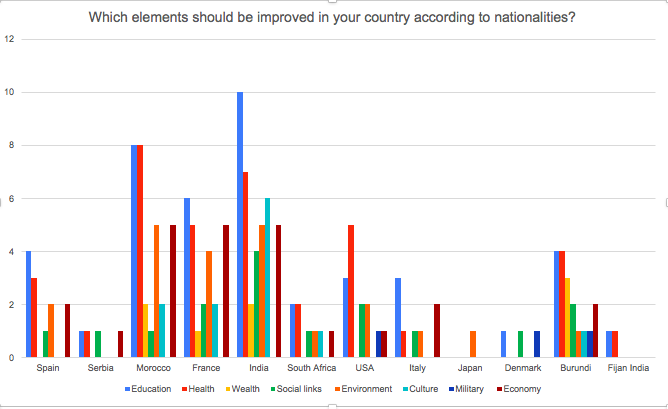 Which elements should be improved in your country according to nationalities?
12
10
8
6
4
2
0
Spain Serbia Morocco France India South Africa USA Italy Japan Denmark Burundi Fijan India
Education Health Wealth Social links Environment Culture Military Economy